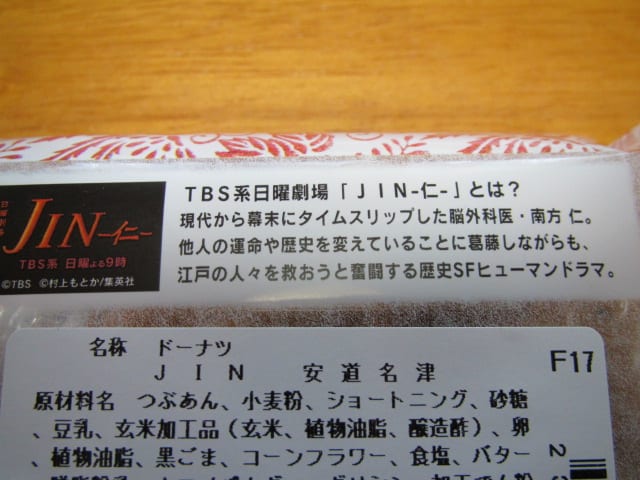 日曜劇場
JIN-仁-
TBS系 日曜よる9時
©TBS ©村上もとか/集英社
TBS系日曜劇場「JIN-仁-」とは？
現代から幕末にタイムスリップした脳外科医・南方 仁。
他人の運命や歴史を変えていることに葛藤しながらも、
江戸の人々を救おうと奮闘する歴史SFヒューマンドラマ。
名称 ドーナツ
JIN 安道名津
F17
原材料名 つぶあん、小麦粉、ショートニング、砂糖
、豆乳、玄米加工品（玄米、植物油脂、醸造酢）、卵
、植物油脂、黒ごま、コーンフラワー、食塩、バター